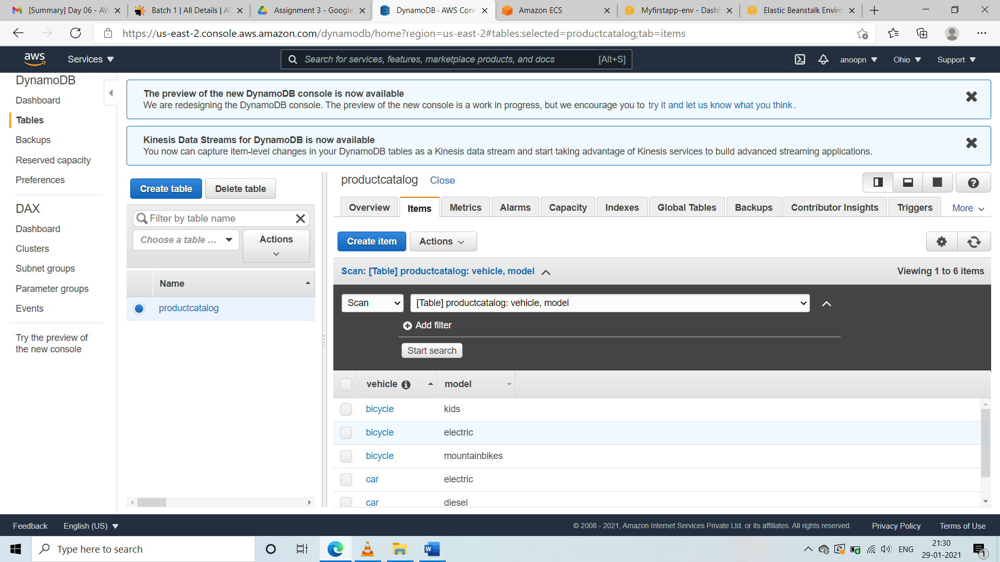 [Summary] Day 06 - AW
Batch 1 | All Details | AW
Assignment 3 - Google
DynamoDB · AWS Cons
Amazon ECS
Myfirstapp-env - Dashb
Elastic Beanstalk Enviro
https://us-east-2.console.aws.amazon.com/dynamodb/home?region=us-east-2#tables:selected=productcatalog;tab=items
aws
Services
Search for services, features, marketplace products, and docs [Alt+S]
anoopn
Ohio
Support
DynamoDB
Dashboard
Tables
Backups
Reserved capacity
Preferences
DAX
Dashboard
Clusters
Subnet groups
Parameter groups
Events
Try the preview of
the new console
The preview of the new DynamoDB console is now available
We are redesigning the DynamoDB console. The preview of the new console is a work in progress, but we encourage you to try it and let us know what you think.
Kinesis Data Streams for DynamoDB is now available
You now can capture item-level changes in your DynamoDB tables as a Kinesis data stream and start taking advantage of Kinesis services to build advanced streaming applications.
Create table
Delete table
Filter by table name
Choose a table ...
Actions
Name
productcatalog
productcatalog Close
Overview
Items
Metrics
Alarms
Capacity
Indexes
Global Tables
Backups
Contributor Insights
Triggers
More
Create item
Actions
Scan: [Table] productcatalog: vehicle, model
Viewing 1 to 6 items
Scan
[Table] productcatalog: vehicle, model
Add filter
Start search
vehicle model
bicycle kids
bicycle electric
bicycle mountainbikes
car electric
car diesel
Feedback
English (US)
© 2008 - 2021, Amazon Internet Services Private Ltd. or its affiliates. All rights reserved.
Privacy Policy
Terms of Use
Type here to search
ENG
21:30
29-01-2021
1